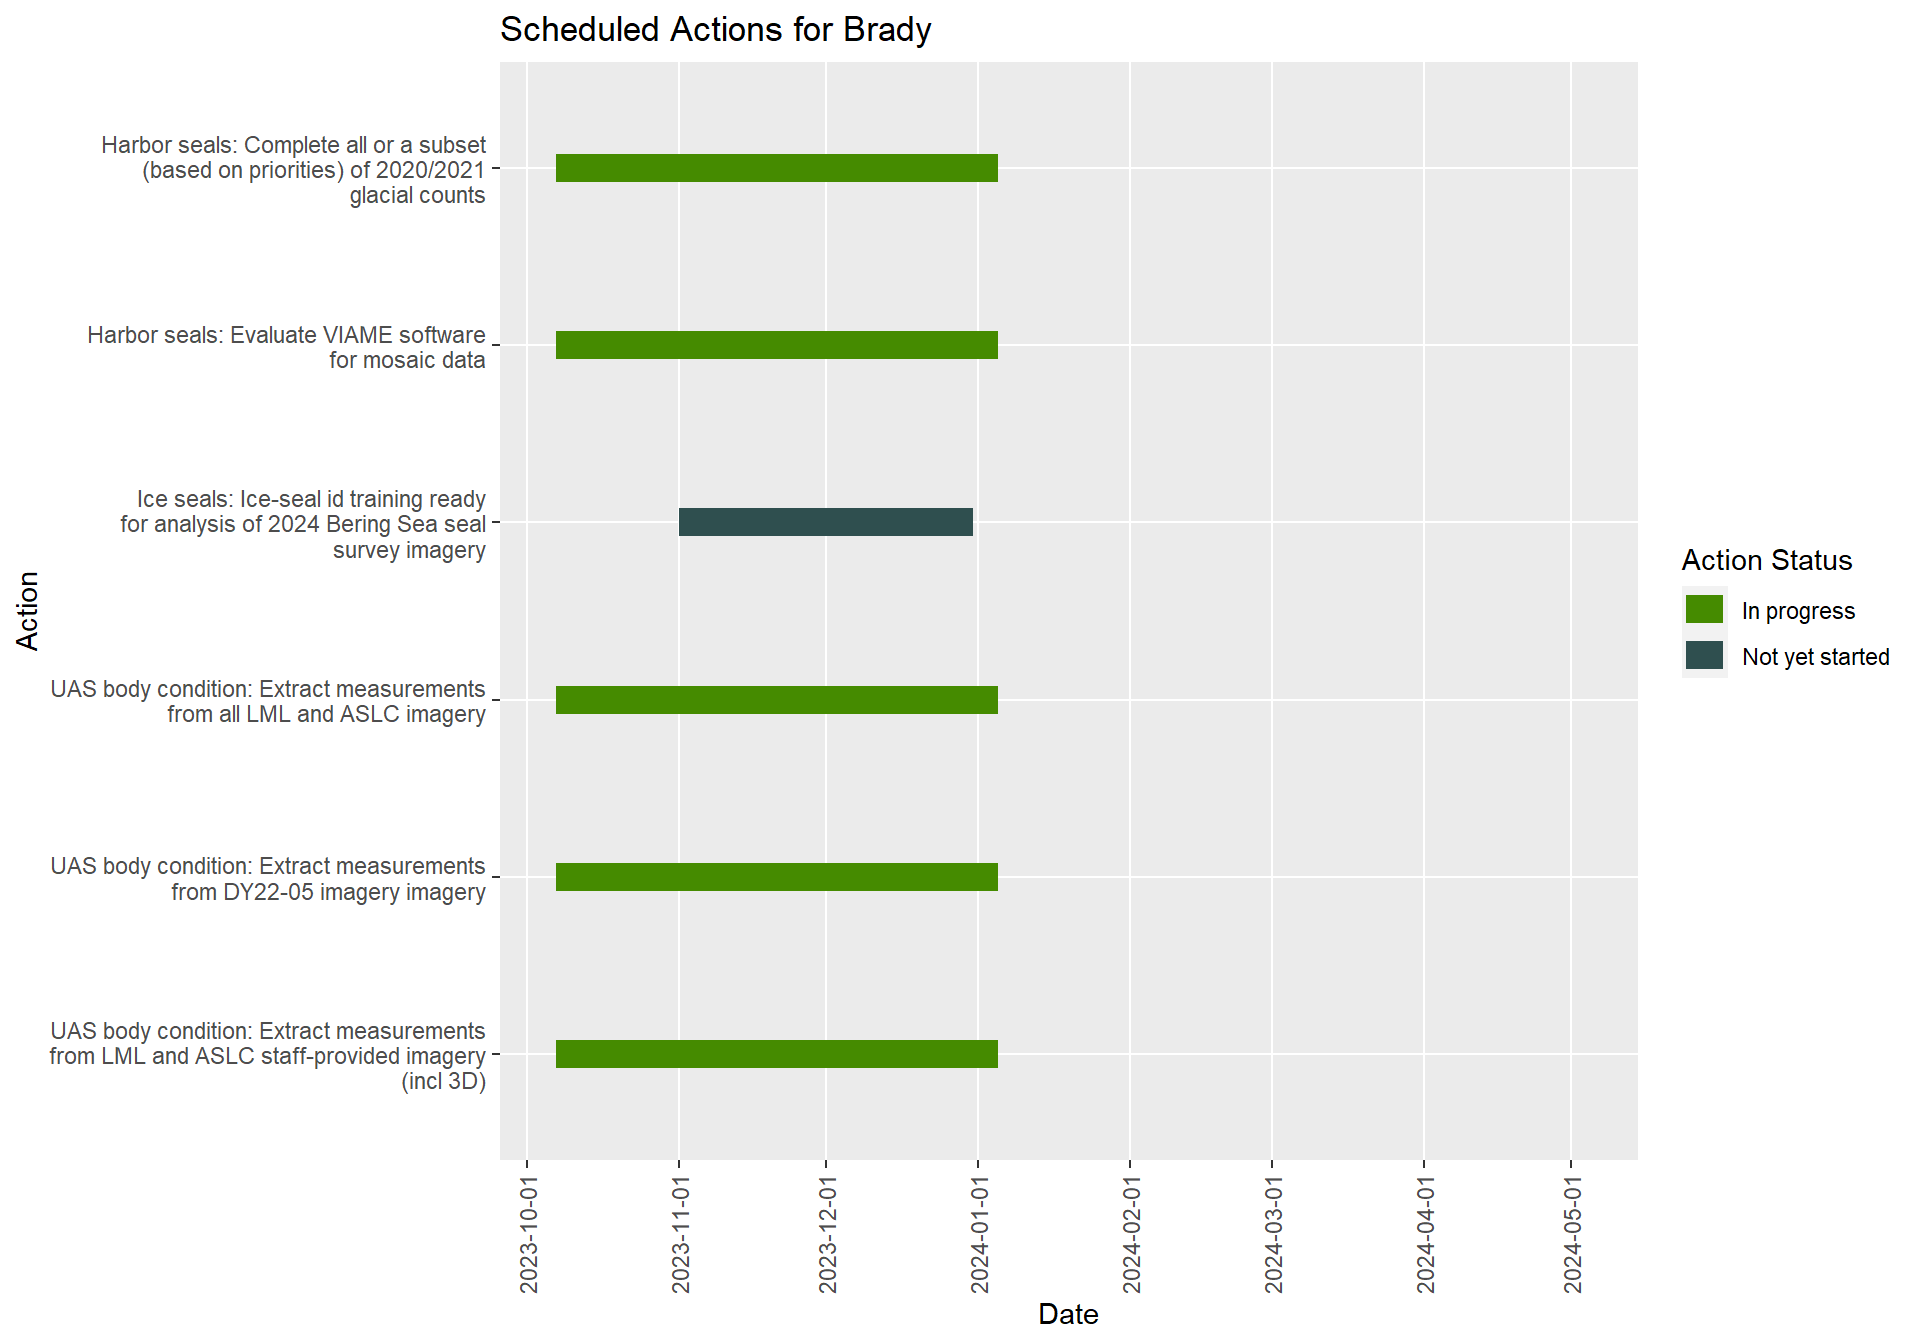 Scheduled Actions for Brady
Harbor seals: Complete all or a subset
(based on priorities) of 2020/2021
glacial counts
Harbor seals: Evaluate VIAME software
for mosaic data
Ice seals: Ice-seal id training ready
for analysis of 2024 Bering Sea seal
survey imagery
UAS body condition: Extract measurements
from all LML and ASLC imagery
UAS body condition: Extract measurements
from DY22-05 imagery imagery
UAS body condition: Extract measurements
from LML and ASLC staff-provided imagery
(incl 3D)
Action
2023-10-01
2023-11-01
2023-12-01
2024-01-01
2024-02-01
2024-03-01
2024-04-01
2024-05-01
Date
Action Status
In progress
Not yet started